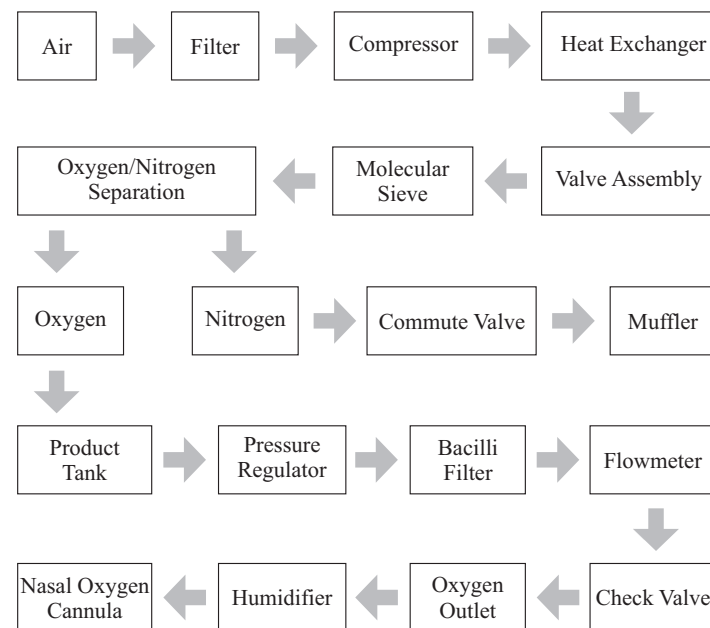 Air
Filter
Compressor
Heat Exchanger
Valve Assembly
Molecular
Sieve
Oxygen/Nitrogen
Separation
Oxygen
Nitrogen
Commute Valve
Muffler
Product
Tank
Pressure
Regulator
Bacilli
Filter
Flowmeter
Check Valve
Oxygen
Outlet
Humidifier
Nasal Oxygen
Cannula